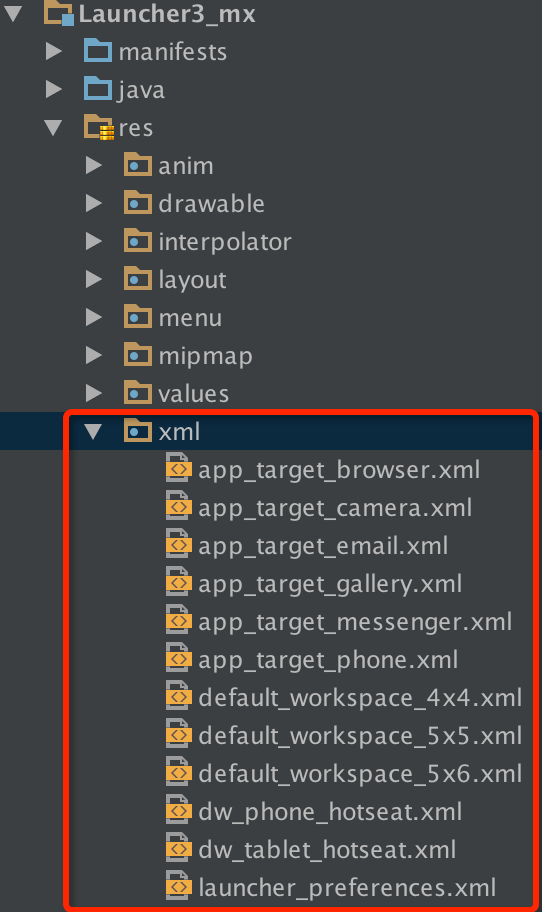 Launcher3_mx
manifests
java
res
anim
drawable
interpolator
layout
menu
mipmap
values
xml
app_target_browser.xml
app_target_camera.xml
app_target_email.xml
app_target_gallery.xml
app_target_messenger.xml
app_target_phone.xml
default_workspace_4x4.xml
default_workspace_5x5.xml
default_workspace_5x6.xml
dw_phone_hotseat.xml
dw_tablet_hotseat.xml
launcher_preferences.xml